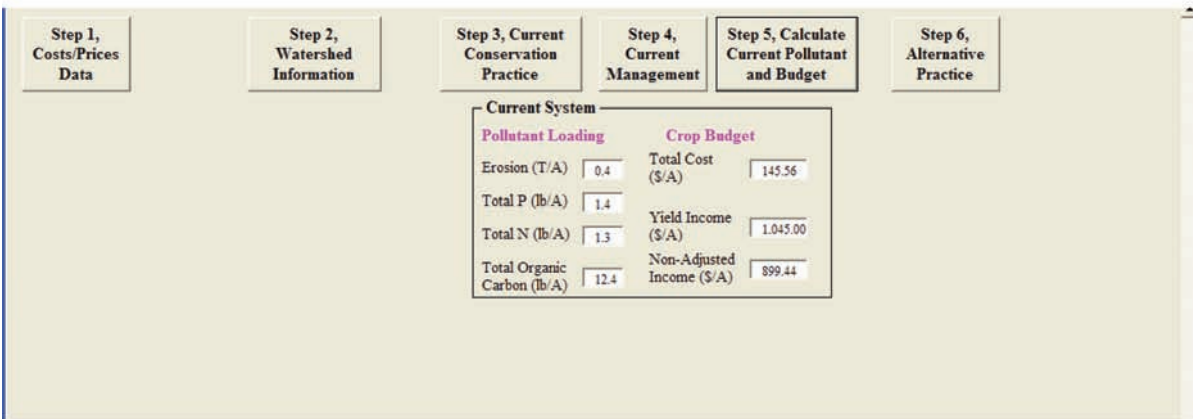 Step 1,
Costs/Prices
Data
Step 2,
Watershed
Information
Step 3, Current
Conservation
Practice
Step 4,
Current
Management
Step 5, Calculate
Current Pollutant
and Budget
Step 6,
Alternative
Practice
Current System
Pollutant Loading
Erosion (T/A) 0.4
Total P (lb/A) 1.4
Total N (lb/A) 1.3
Total Organic
Carbon (lb/A) 12.4
Crop Budget
Total Cost
($/A) 145.56
Yield Income
($/A) 1.045.00
Non-Adjusted
Income ($/A) 899.44